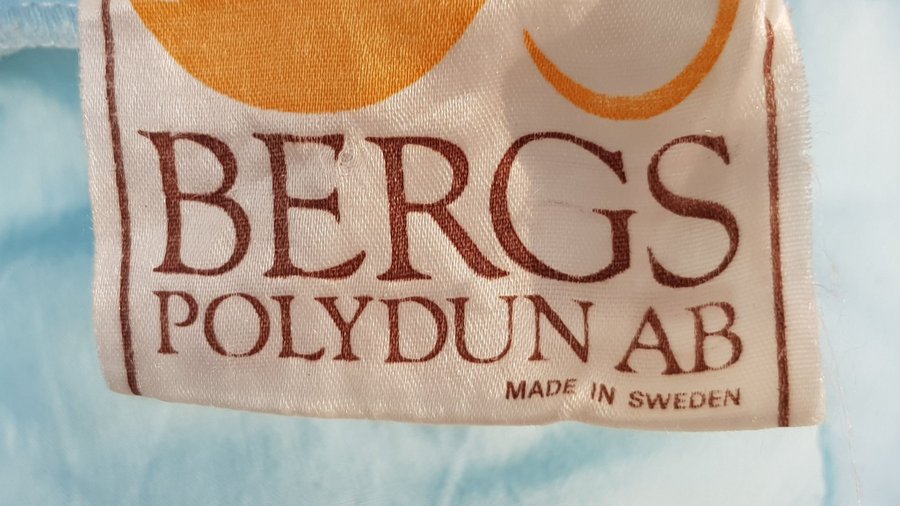 BERGS
POLYDUN AB
MADE IN SWEDEN